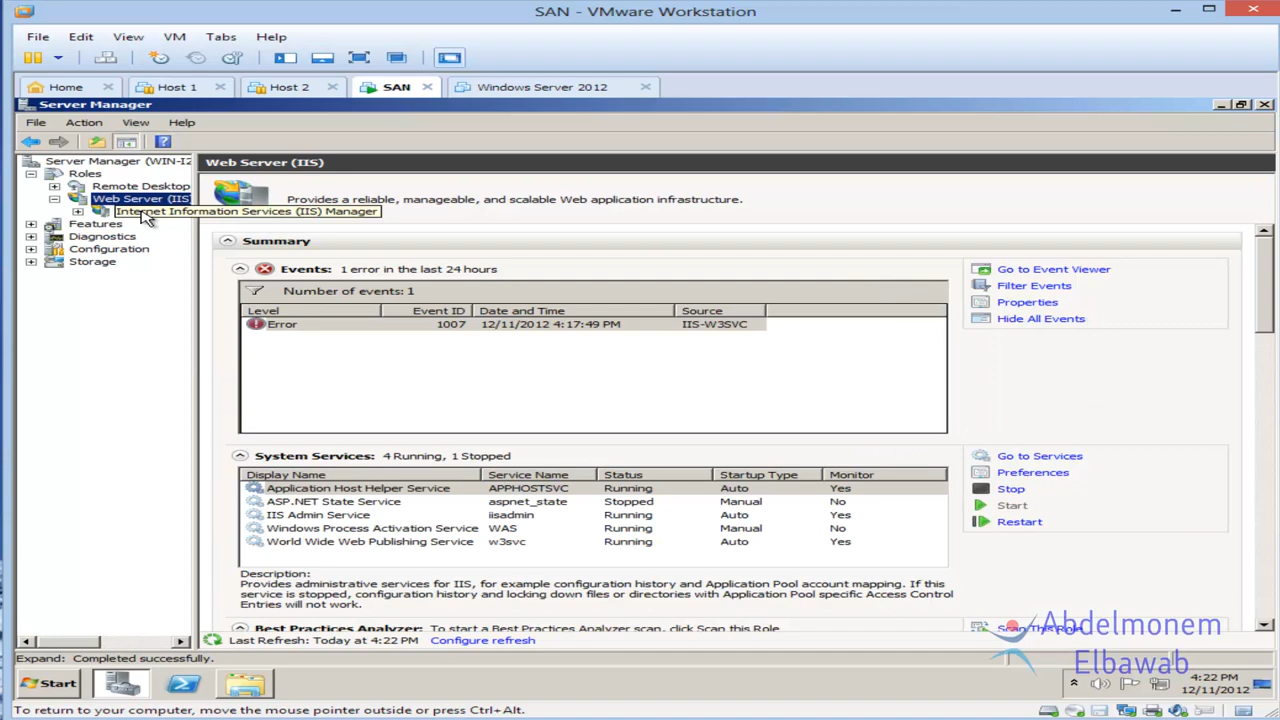 SAN - VMware Workstation
File Edit View VM Tabs Help
Home Host 1 Host 2 SAN Windows Server 2012
Server Manager
File Action View Help
Server Manager (WIN-I2
Roles
Remote Desktop
Web Server (IIS
Internet Information Services (IIS) Manager
Features
Diagnostics
Configuration
Storage
Web Server (IIS)
Provides a reliable, manageable, and scalable Web application infrastructure.
Summary
Events: 1 error in the last 24 hours
Number of events: 1
Level Event ID Date and Time Source
Error 1007 12/11/2012 4:17:49 PM IIS-W3SVC
Go to Event Viewer
Filter Events
Properties
Hide All Events
System Services: 4 Running, 1 Stopped
Display Name Service Name Status Startup Type Monitor
Application Host Helper Service APPHOSTSVC Running Auto Yes
ASP.NET State Service aspnet_state Stopped Manual No
IIS Admin Service iisadmin Running Auto Yes
Windows Process Activation Service WAS Running Manual No
World Wide Web Publishing Service w3svc Running Auto Yes
Go to Services
Preferences
Stop
Start
Restart
Description:
Provides administrative services for IIS, for example configuration history and Application Pool account mapping. If this
service is stopped, configuration history and locking down files or directories with Application Pool specific Access Control
Entries will not work.
Best Practices Analyzer: To start a Best Practices Analyzer scan, click Scan this Role
Scan This Role
Last Refresh: Today at 4:22 PM Configure refresh
Abdelmonem
Elbawab
Expand: Completed successfully.
Start
4:22 PM
12/11/2012
To return to your computer, move the mouse pointer outside or press Ctrl+Alt.